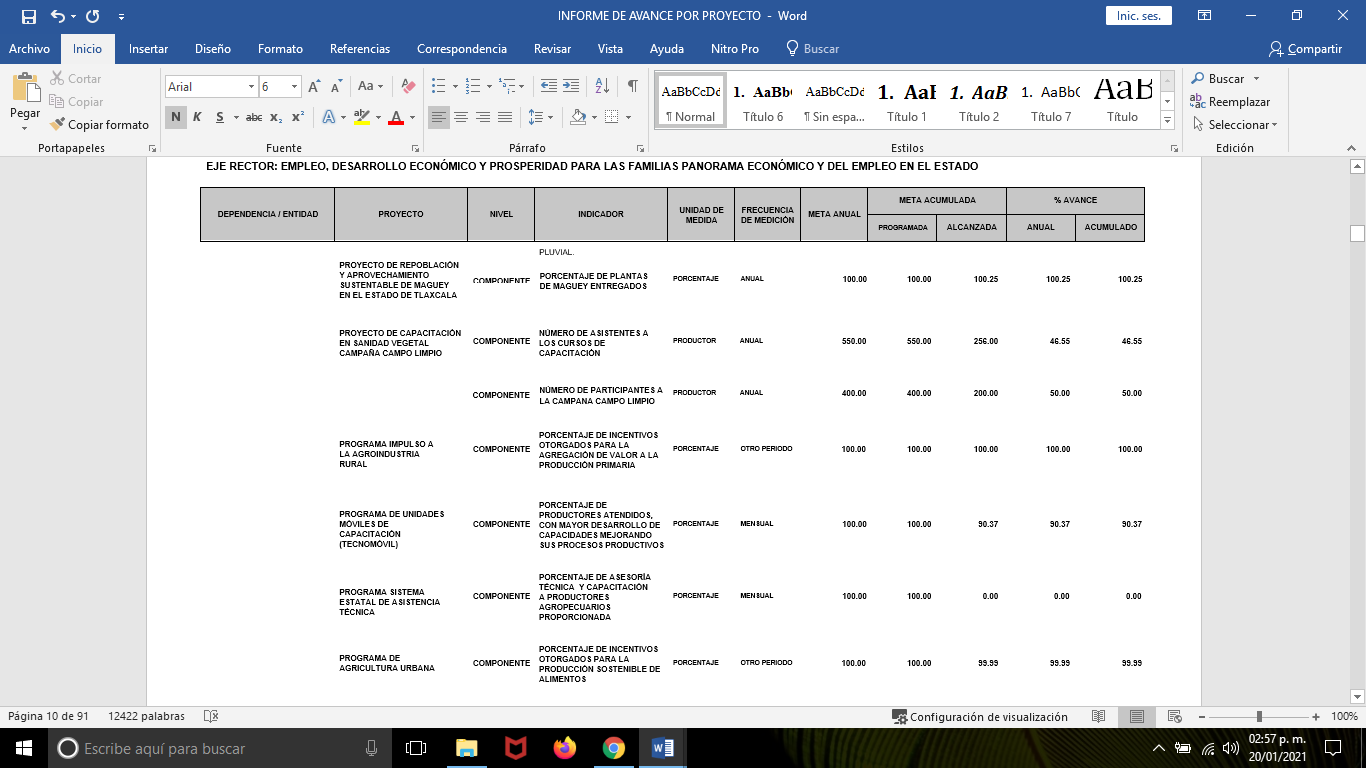 INFORME DE AVANCE POR PROYECTO - Word
Inic. ses.
Archivo Inicio Insertar Diseño Formato Referencias Correspondencia Revisar Vista Ayuda Nitro Pro Buscar Compartir
Pegar
Cortar
Copiar
Copiar formato
Portapapeles
Arial 6
Aa
N K S abc x₂ x²
Fuente
Párrafo
AaBbCcDd 1. AaBb( AaBbCcDd 1. AaB 1. AaB 1. AaBb( AaB
¶ Normal Título 6 ¶ Sin espa... Título 1 Título 2 Título 7 Título
Estilos
Buscar
Reemplazar
Seleccionar
Edición
EJE RECTOR: EMPLEO, DESARROLLO ECONÓMICO Y PROSPERIDAD PARA LAS FAMILIAS PANORAMA ECONÓMICO Y DEL EMPLEO EN EL ESTADO
DEPENDENCIA / ENTIDAD PROYECTO NIVEL INDICADOR UNIDAD DE MEDIDA FRECUENCIA DE MEDICIÓN META ANUAL META ACUMULADA % AVANCE
PROGRAMADA ALCANZADA ANUAL ACUMULADO
PLUVIAL.
PROYECTO DE REPOBLACIÓN
Y APROVECHAMIENTO
SUSTENTABLE DE MAGUEY
EN EL ESTADO DE TLAXCALA
COMPONENTE
PORCENTAJE DE PLANTAS
DE MAGUEY ENTREGADOS
PORCENTAJE ANUAL 100.00 100.00 100.25 100.25 100.25
PROYECTO DE CAPACITACIÓN
EN SANIDAD VEGETAL
CAMPAÑA CAMPO LIMPIO
COMPONENTE
NÚMERO DE ASISTENTES A
LOS CURSOS DE
CAPACITACIÓN
PRODUCTOR ANUAL 550.00 550.00 256.00 46.55 46.55
COMPONENTE
NÚMERO DE PARTICIPANTES A
LA CAMPANA CAMPO LIMPIO
PRODUCTOR ANUAL 400.00 400.00 200.00 50.00 50.00
PROGRAMA IMPULSO A
LA AGROINDUSTRIA
RURAL
COMPONENTE
PORCENTAJE DE INCENTIVOS
OTORGADOS PARA LA
AGREGACIÓN DE VALOR A LA
PRODUCCIÓN PRIMARIA
PORCENTAJE OTRO PERIODO 100.00 100.00 100.00 100.00 100.00
PROGRAMA DE UNIDADES
MÓVILES DE
CAPACITACIÓN
(TECNOMÓVIL)
COMPONENTE
PORCENTAJE DE
PRODUCTORES ATENDIDOS,
CON MAYOR DESARROLLO DE
CAPACIDADES MEJORANDO
SUS PROCESOS PRODUCTIVOS
PORCENTAJE MENSUAL 100.00 100.00 90.37 90.37 90.37
PROGRAMA SISTEMA
ESTATAL DE ASISTENCIA
TÉCNICA
COMPONENTE
PORCENTAJE DE ASESORÍA
TÉCNICA Y CAPACITACIÓN
A PRODUCTORES
AGROPECUARIOS
PROPORCIONADA
PORCENTAJE MENSUAL 100.00 100.00 0.00 0.00 0.00
PROGRAMA DE
AGRICULTURA URBANA
COMPONENTE
PORCENTAJE DE INCENTIVOS
OTORGADOS PARA LA
PRODUCCIÓN SOSTENIBLE DE
ALIMENTOS
PORCENTAJE OTRO PERIODO 100.00 100.00 99.99 99.99 99.99
Página 10 de 91 12422 palabras Configuración de visualización 100%
Escribe aquí para buscar
02:57 p. m.
20/01/2021